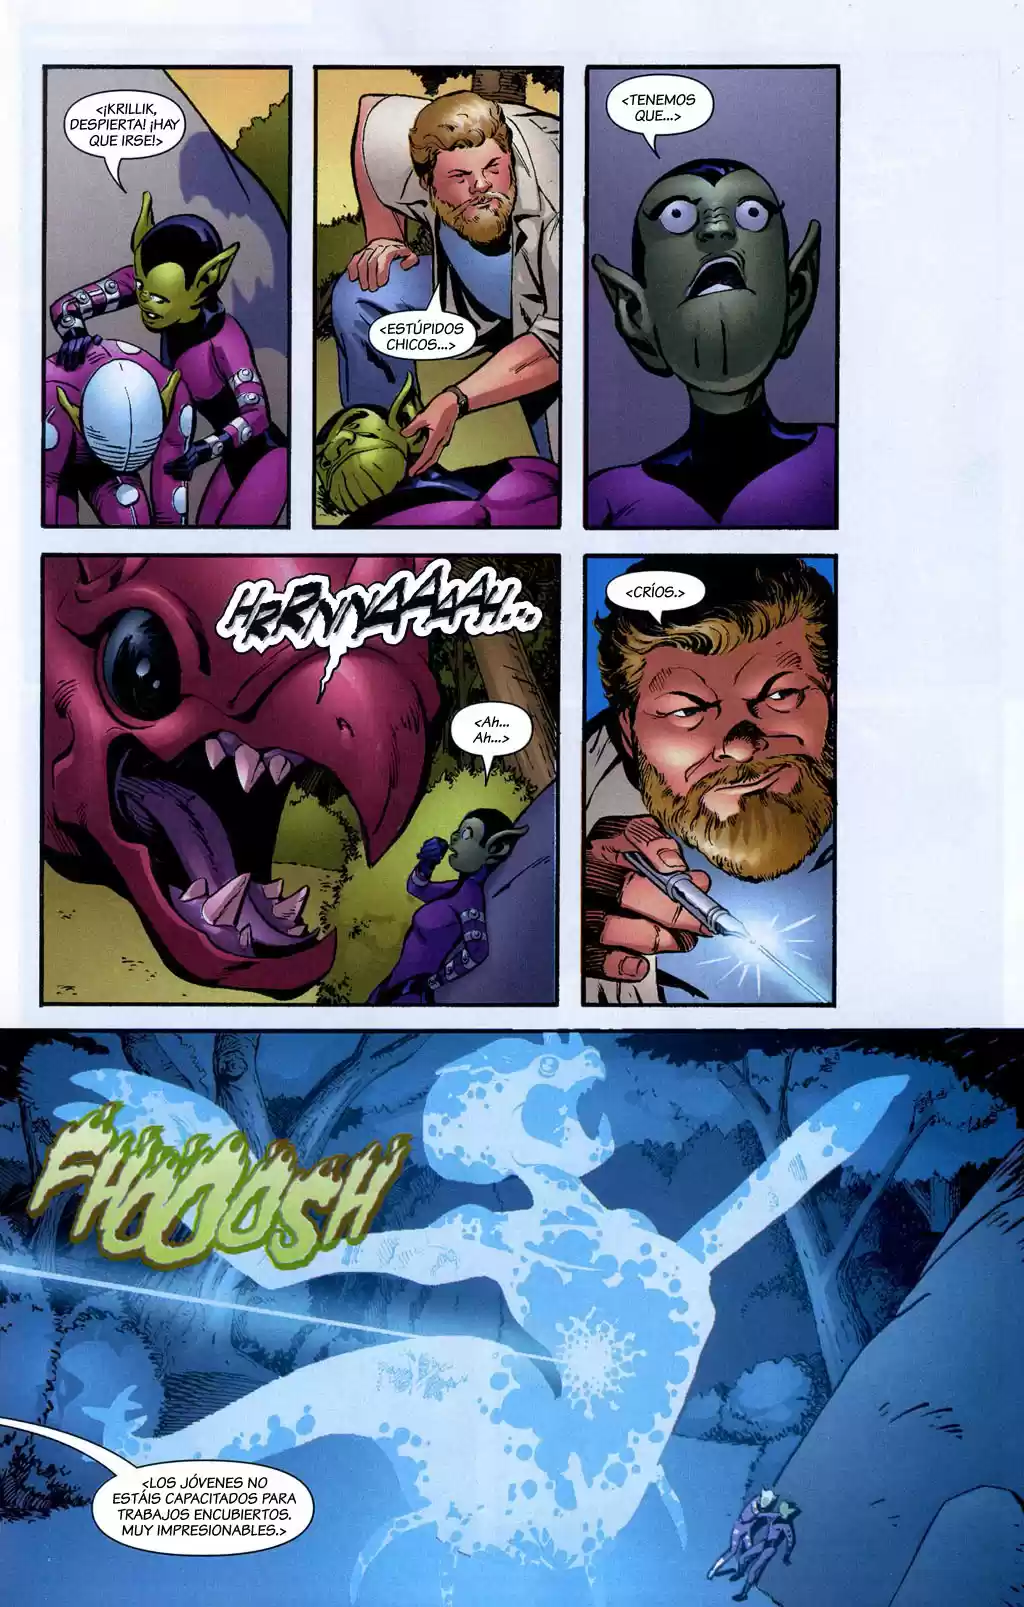 <¡KRILLIK,
DESPIERTA! ¡HAY
QUE IRSE!>
<ESTÚPIDOS
CHICOS...>
<TENEMOS
QUE...>
HRRNNAAAAH...
<Ah...
Ah...>
<CRÍOS.>
FHOOOOSH
<LOS JÓVENES NO
ESTÁIS CAPACITADOS PARA
TRABAJOS ENCUBIERTOS.
MUY IMPRESIONABLES.>